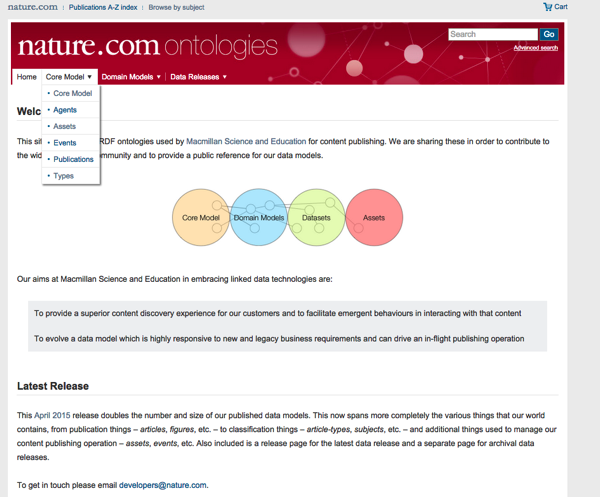 nature.com : Publications A-Z index : Browse by subject
Cart
nature.com ontologies
Search
Go
Advanced search
Home
Core Model ▼
Domain Models ▼
Data Releases ▼
• Core Model
• Agents
• Assets
• Events
• Publications
• Types
Welc
This sit RDF ontologies used by Macmillan Science and Education for content publishing. We are sharing these in order to contribute to
the wid mmunity and to provide a public reference for our data models.
Core Model
Domain Models
Datasets
Assets
Our aims at Macmillan Science and Education in embracing linked data technologies are:
To provide a superior content discovery experience for our customers and to facilitate emergent behaviours in interacting with that content
To evolve a data model which is highly responsive to new and legacy business requirements and can drive an in-flight publishing operation
Latest Release
This April 2015 release doubles the number and size of our published data models. This now spans more completely the various things that our world
contains, from publication things – articles, figures, etc. – to classification things – article-types, subjects, etc. – and additional things used to manage our
content publishing operation – assets, events, etc. Also included is a release page for the latest data release and a separate page for archival data
releases.
To get in touch please email developers@nature.com.